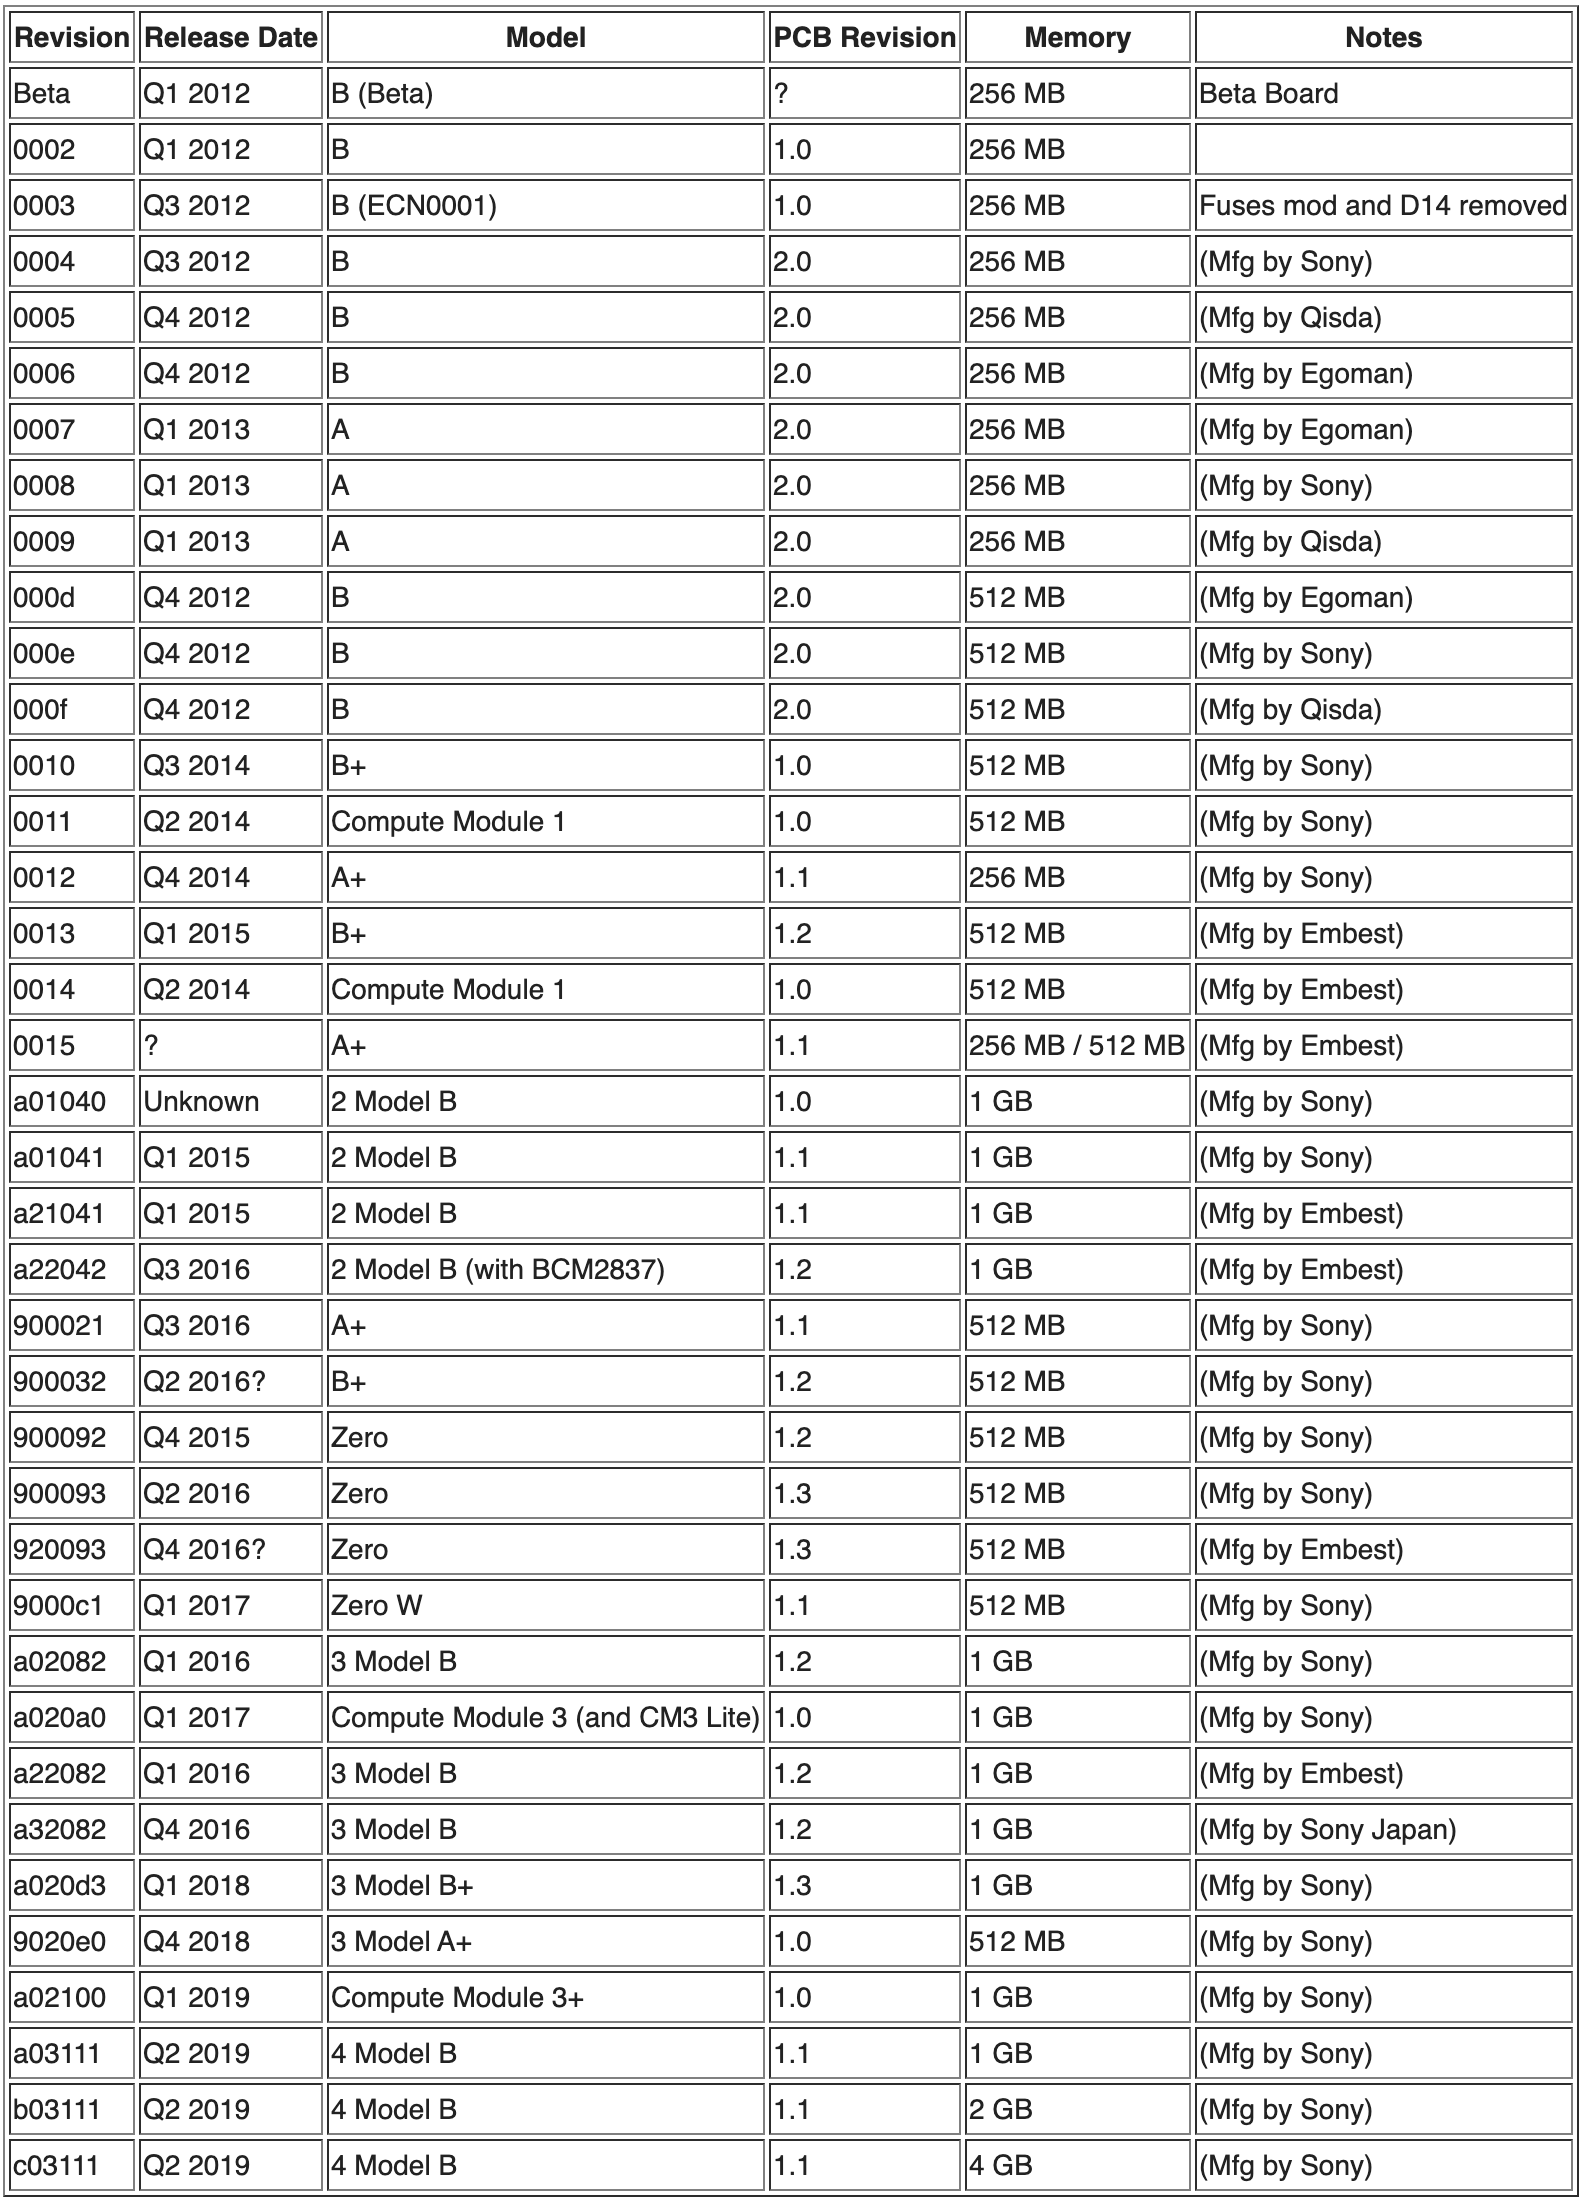 Revision Release Date Model PCB Revision Memory Notes
Beta Q1 2012 B (Beta) ? 256 MB Beta Board
0002 Q1 2012 B 1.0 256 MB
0003 Q3 2012 B (ECN0001) 1.0 256 MB Fuses mod and D14 removed
0004 Q3 2012 B 2.0 256 MB (Mfg by Sony)
0005 Q4 2012 B 2.0 256 MB (Mfg by Qisda)
0006 Q4 2012 B 2.0 256 MB (Mfg by Egoman)
0007 Q1 2013 A 2.0 256 MB (Mfg by Egoman)
0008 Q1 2013 A 2.0 256 MB (Mfg by Sony)
0009 Q1 2013 A 2.0 256 MB (Mfg by Qisda)
000d Q4 2012 B 2.0 512 MB (Mfg by Egoman)
000e Q4 2012 B 2.0 512 MB (Mfg by Sony)
000f Q4 2012 B 2.0 512 MB (Mfg by Qisda)
0010 Q3 2014 B+ 1.0 512 MB (Mfg by Sony)
0011 Q2 2014 Compute Module 1 1.0 512 MB (Mfg by Sony)
0012 Q4 2014 A+ 1.1 256 MB (Mfg by Sony)
0013 Q1 2015 B+ 1.2 512 MB (Mfg by Embest)
0014 Q2 2014 Compute Module 1 1.0 512 MB (Mfg by Embest)
0015 ? A+ 1.1 256 MB / 512 MB (Mfg by Embest)
a01040 Unknown 2 Model B 1.0 1 GB (Mfg by Sony)
a01041 Q1 2015 2 Model B 1.1 1 GB (Mfg by Sony)
a21041 Q1 2015 2 Model B 1.1 1 GB (Mfg by Embest)
a22042 Q3 2016 2 Model B (with BCM2837) 1.2 1 GB (Mfg by Embest)
900021 Q3 2016 A+ 1.1 512 MB (Mfg by Sony)
900032 Q2 2016? B+ 1.2 512 MB (Mfg by Sony)
900092 Q4 2015 Zero 1.2 512 MB (Mfg by Sony)
900093 Q2 2016 Zero 1.3 512 MB (Mfg by Sony)
920093 Q4 2016? Zero 1.3 512 MB (Mfg by Embest)
9000c1 Q1 2017 Zero W 1.1 512 MB (Mfg by Sony)
a02082 Q1 2016 3 Model B 1.2 1 GB (Mfg by Sony)
a020a0 Q1 2017 Compute Module 3 (and CM3 Lite) 1.0 1 GB (Mfg by Sony)
a22082 Q1 2016 3 Model B 1.2 1 GB (Mfg by Embest)
a32082 Q4 2016 3 Model B 1.2 1 GB (Mfg by Sony Japan)
a020d3 Q1 2018 3 Model B+ 1.3 1 GB (Mfg by Sony)
9020e0 Q4 2018 3 Model A+ 1.0 512 MB (Mfg by Sony)
a02100 Q1 2019 Compute Module 3+ 1.0 1 GB (Mfg by Sony)
a03111 Q2 2019 4 Model B 1.1 1 GB (Mfg by Sony)
b03111 Q2 2019 4 Model B 1.1 2 GB (Mfg by Sony)
c03111 Q2 2019 4 Model B 1.1 4 GB (Mfg by Sony)